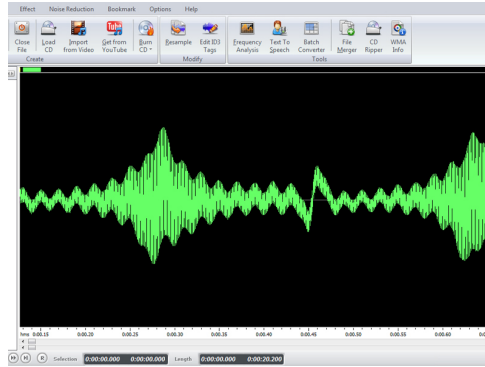 Effect Noise Reduction Bookmark Options Help
Close File
Load CD
Import from Video
Get from YouTube
Burn CD
Resample
Edit ID3 Tags
Frequency Analysis
Text To Speech
Batch Converter
File Merger
CD Ripper
WMA Info
Create Modify Tools
hms 0:00.15 0:00.20 0:00.25 0:00.30 0:00.35 0:00.40 0:00.45 0:00.50 0:00.55 0:00.60
R Selection 0:00:00.000 0:00:00.000 Length 0:00:00.000 0:00:20.200